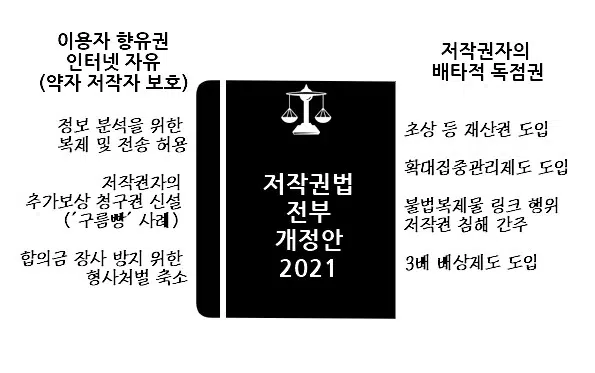 이용자 향유권
인터넷 자유
(약자 저작자 보호)
정보 분석을 위한
복제 및 전송 허용
저작권자의
추가보상 청구권 신설
('구름빵' 사례)
합의금 장사 방지 위한
형사처벌 축소
저작권법
전부
개정안
2021
저작권자의
배타적 독점권
초상 등 재산권 도입
확대집중관리제도 도입
불법복제물 링크 행위
저작권 침해 간주
3배 배상제도 도입